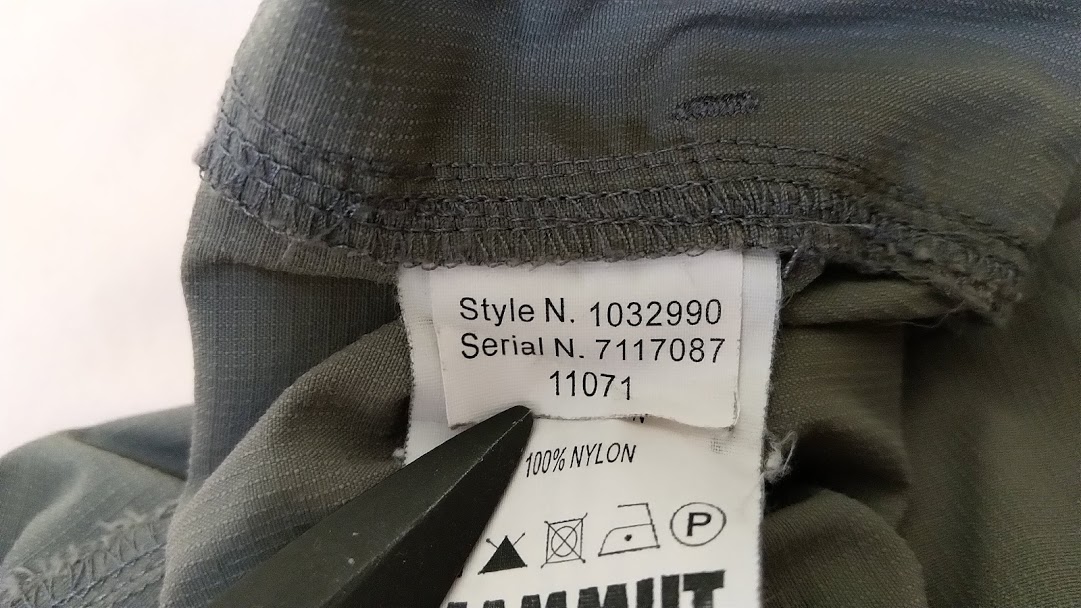 Style N. 1032990
Serial N. 7117087
11071
100% NYLON
P